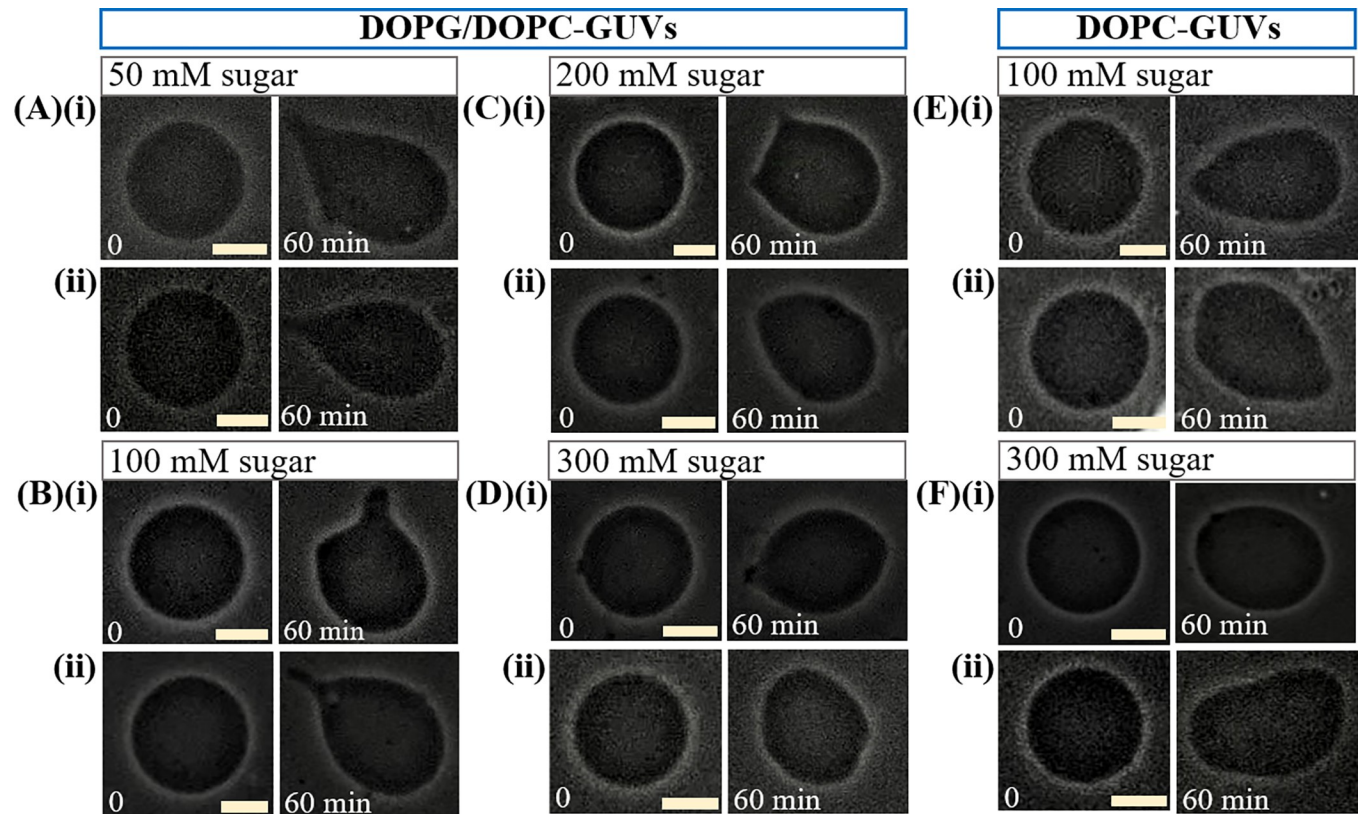 DOPG/DOPC-GUVs
DOPC-GUVs
50 mM sugar
200 mM sugar
100 mM sugar
(A)(i)
0
60 min
(C)(i)
0
60 min
(E)(i)
0
60 min
(ii)
0
60 min
(ii)
0
60 min
(ii)
0
60 min
100 mM sugar
300 mM sugar
300 mM sugar
(B)(i)
0
60 min
(D)(i)
0
60 min
(F)(i)
0
60 min
(ii)
0
60 min
(ii)
0
60 min
(ii)
0
60 min